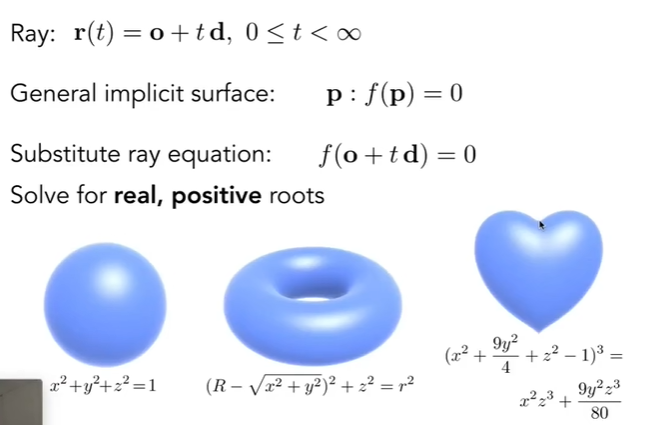 Ray: r(t) = o + t d, 0 ≤ t < ∞
General implicit surface: p : f(p) = 0
Substitute ray equation: f(o + t d) = 0
Solve for real, positive roots
x² + y² + z² = 1
(R − √(x² + y²))² + z² = r²
(x² + 9y²/4 + z² − 1)³ =
x²z³ + 9y²z³/80